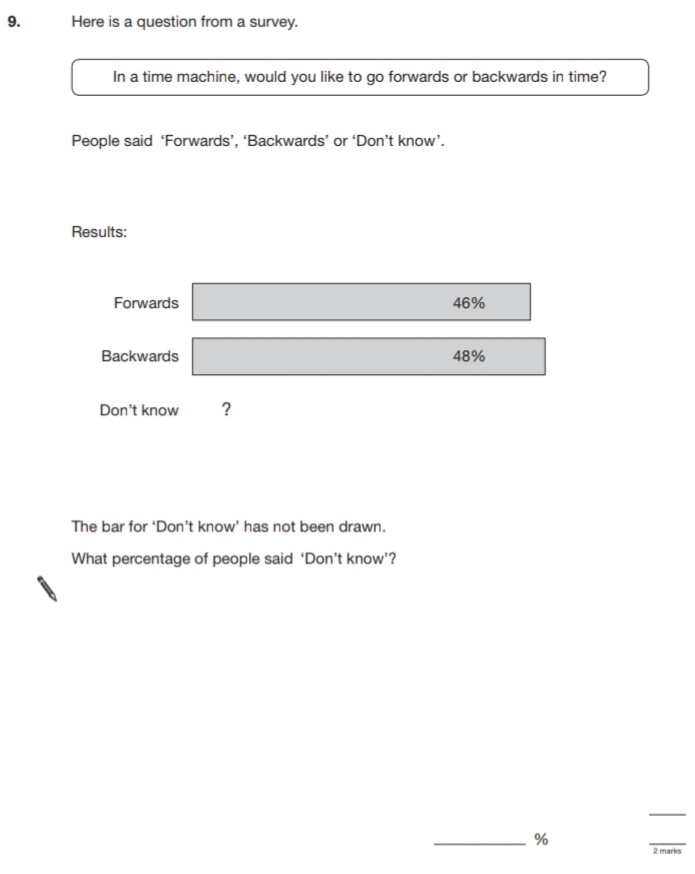 9. Here is a question from a survey.
In a time machine, would you like to go forwards or backwards in time?
People said ‘Forwards’, ‘Backwards’ or ‘Don’t know’.
Results:
Forwards 46%
Backwards 48%
Don’t know ?
The bar for ‘Don’t know’ has not been drawn.
What percentage of people said ‘Don’t know’?
%
2 marks